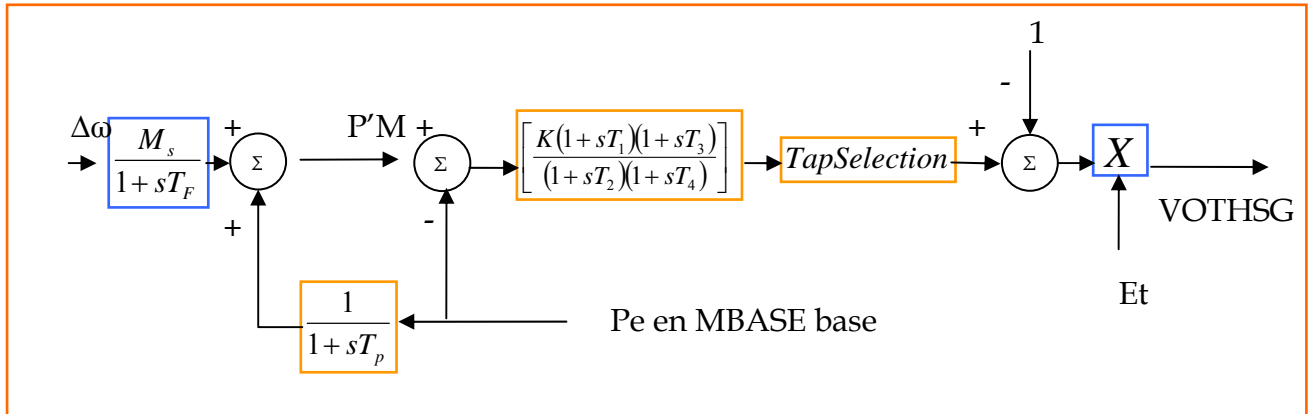 1
-
Δω
M_s
1 + sT_F
+
Σ
+
P'M
+
Σ
-
[K(1 + sT_1)(1 + sT_3)
(1 + sT_2)(1 + sT_4)]
TapSelection
+
Σ
X
VOTHSG
1
1 + sT_p
Pe en MBASE base
Et